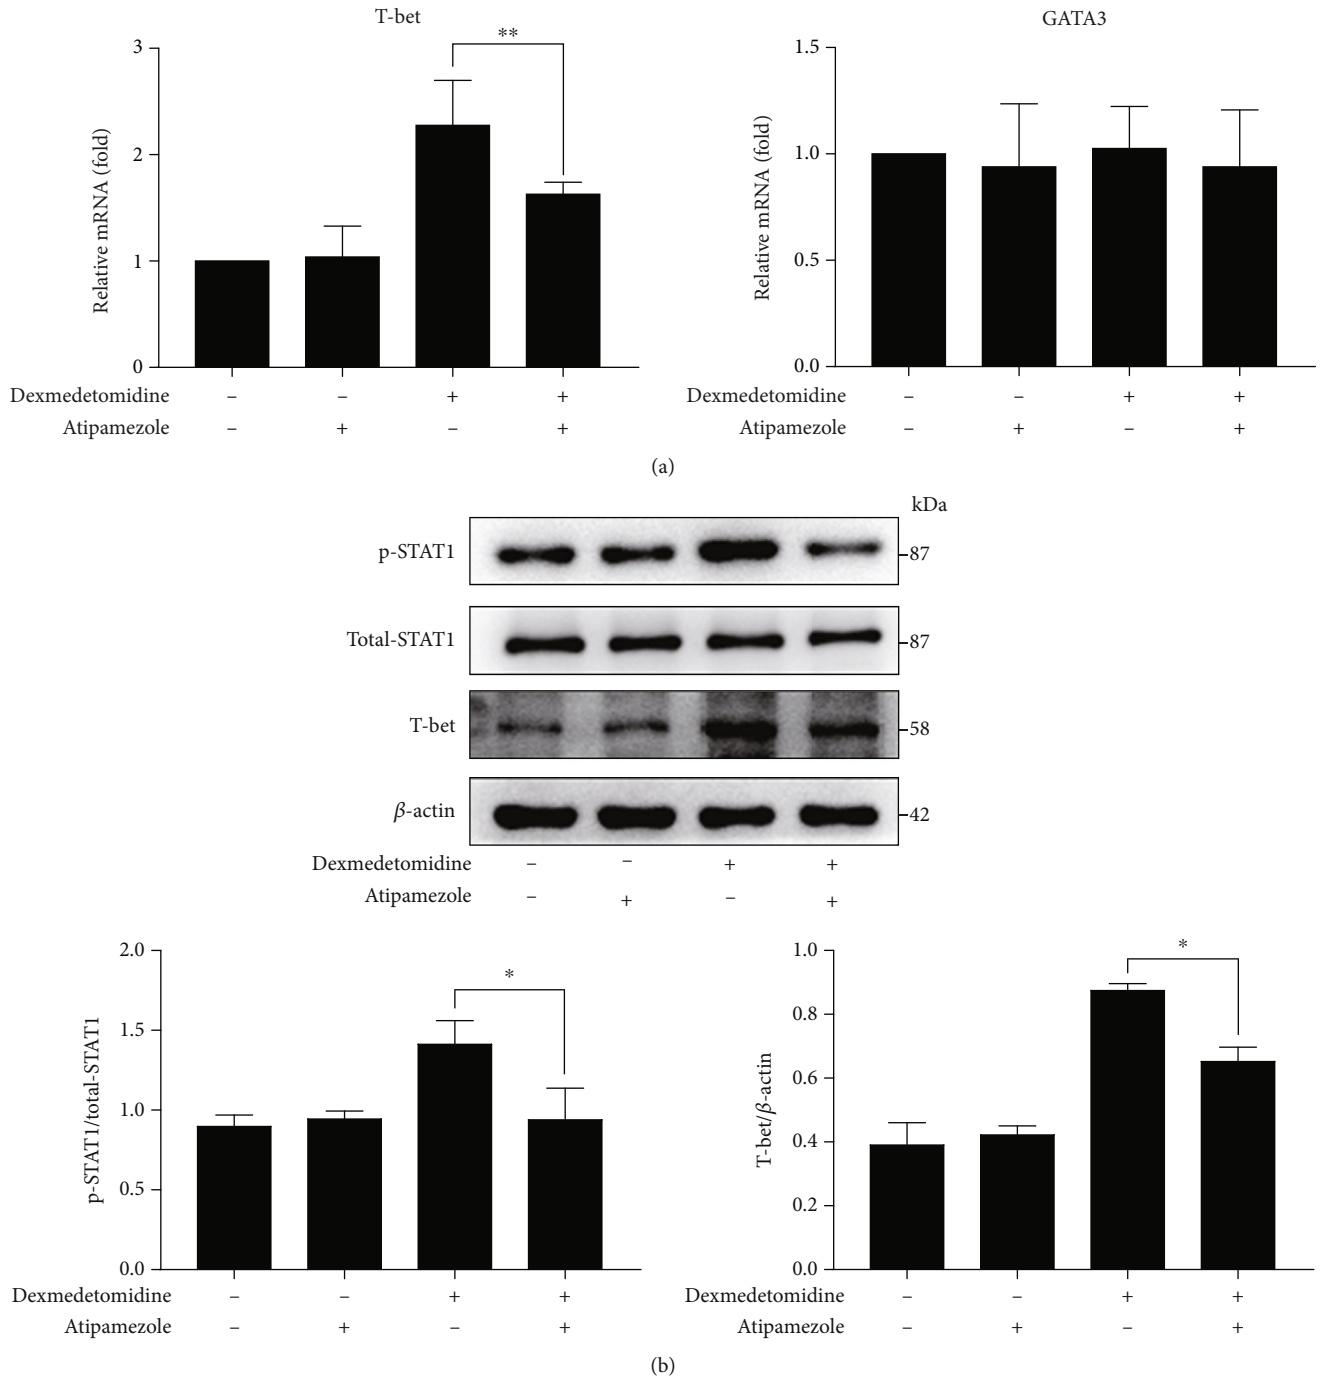 T-bet
Relative mRNA (fold)
3
2
1
0
**
Dexmedetomidine – – + +
Atipamezole – + – +
GATA3
Relative mRNA (fold)
1.5
1.0
0.5
0.0
Dexmedetomidine – – + +
Atipamezole – + – +
(a)
kDa
p-STAT1 87
Total-STAT1 87
T-bet 58
β-actin 42
Dexmedetomidine – – + +
Atipamezole – + – +
p-STAT1/total-STAT1
2.0
1.5
1.0
0.5
0.0
*
Dexmedetomidine – – + +
Atipamezole – + – +
T-bet/β-actin
1.0
0.8
0.6
0.4
0.2
0.0
*
Dexmedetomidine – – + +
Atipamezole – + – +
(b)